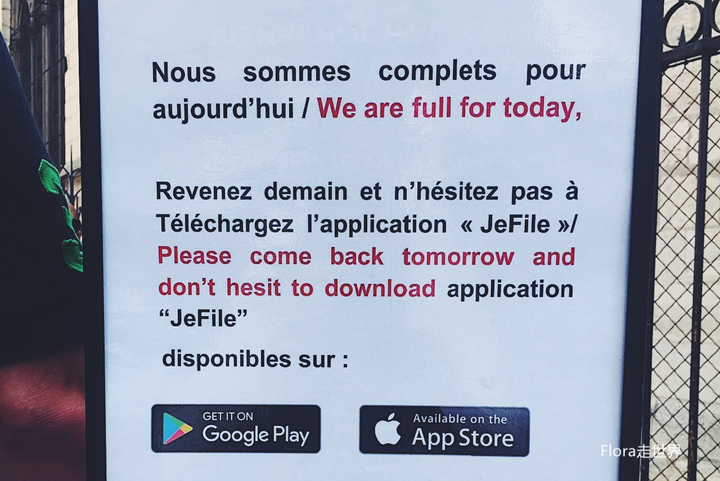 Nous sommes complets pour
aujourd'hui / We are full for today,
Revenez demain et n'hésitez pas à
Téléchargez l'application « JeFile »/
Please come back tomorrow and
don't hesit to download application
“JeFile”
disponibles sur :
GET IT ON
Google Play
Available on the
App Store
Flora走世界